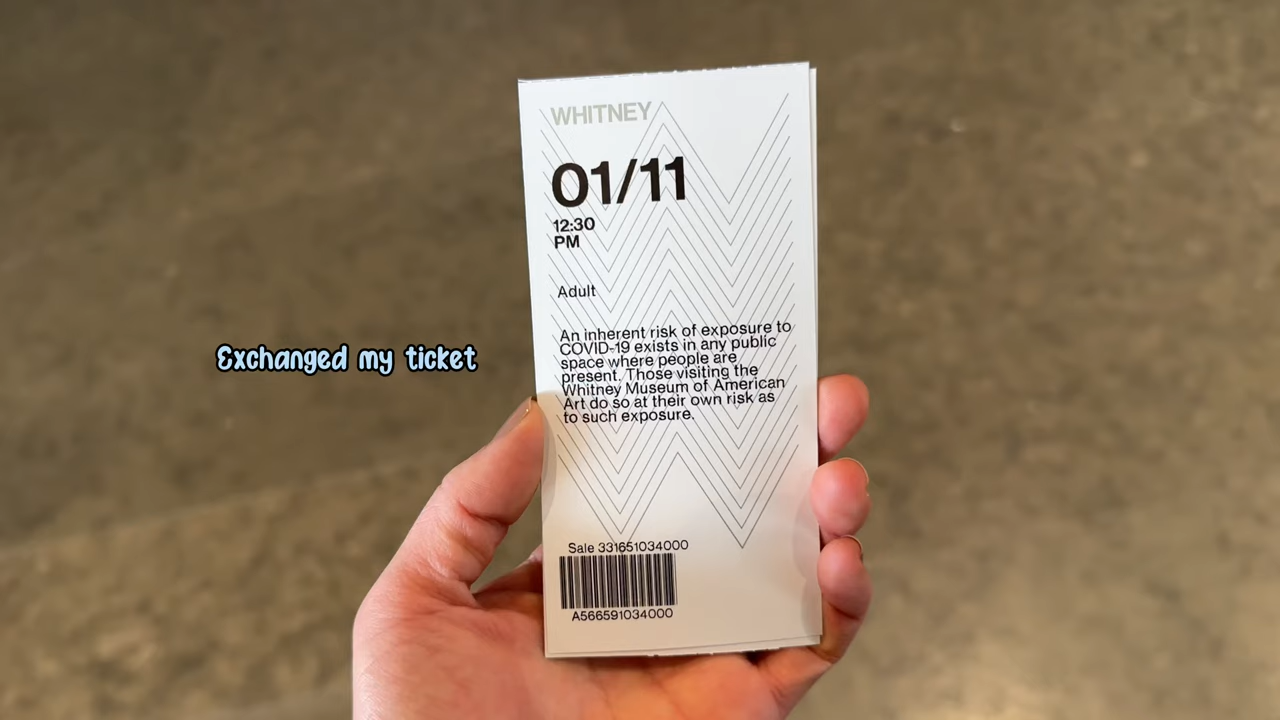 WHITNEY
01/11
12:30
PM
Adult
An inherent risk of exposure to
COVID-19 exists in any public
space where people are
present. Those visiting the
Whitney Museum of American
Art do so at their own risk as
to such exposure.
Exchanged my ticket
Sale 331651034000
A566591034000